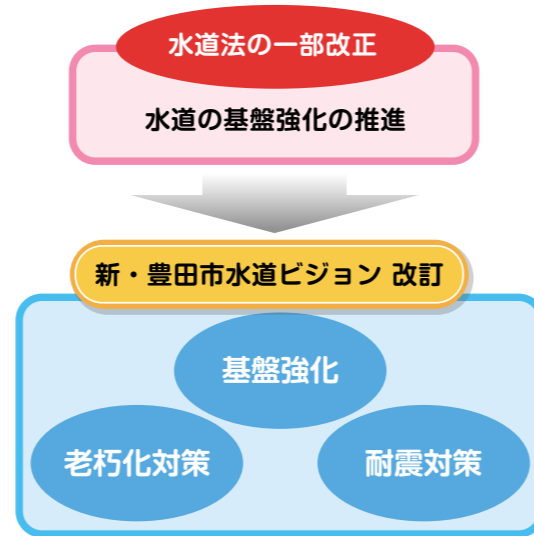 水道法の一部改正
水道の基盤強化の推進
新・豊田市水道ビジョン 改訂
基盤強化
老朽化対策
耐震対策